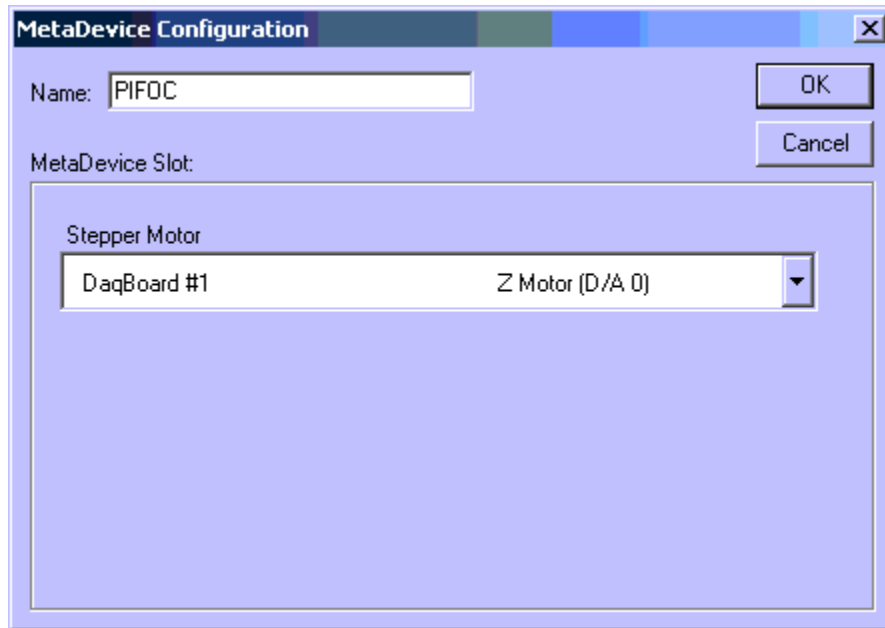 MetaDevice Configuration
Name: PIFOC
OK
Cancel
MetaDevice Slot:
Stepper Motor
DaqBoard #1 Z Motor (D/A 0)